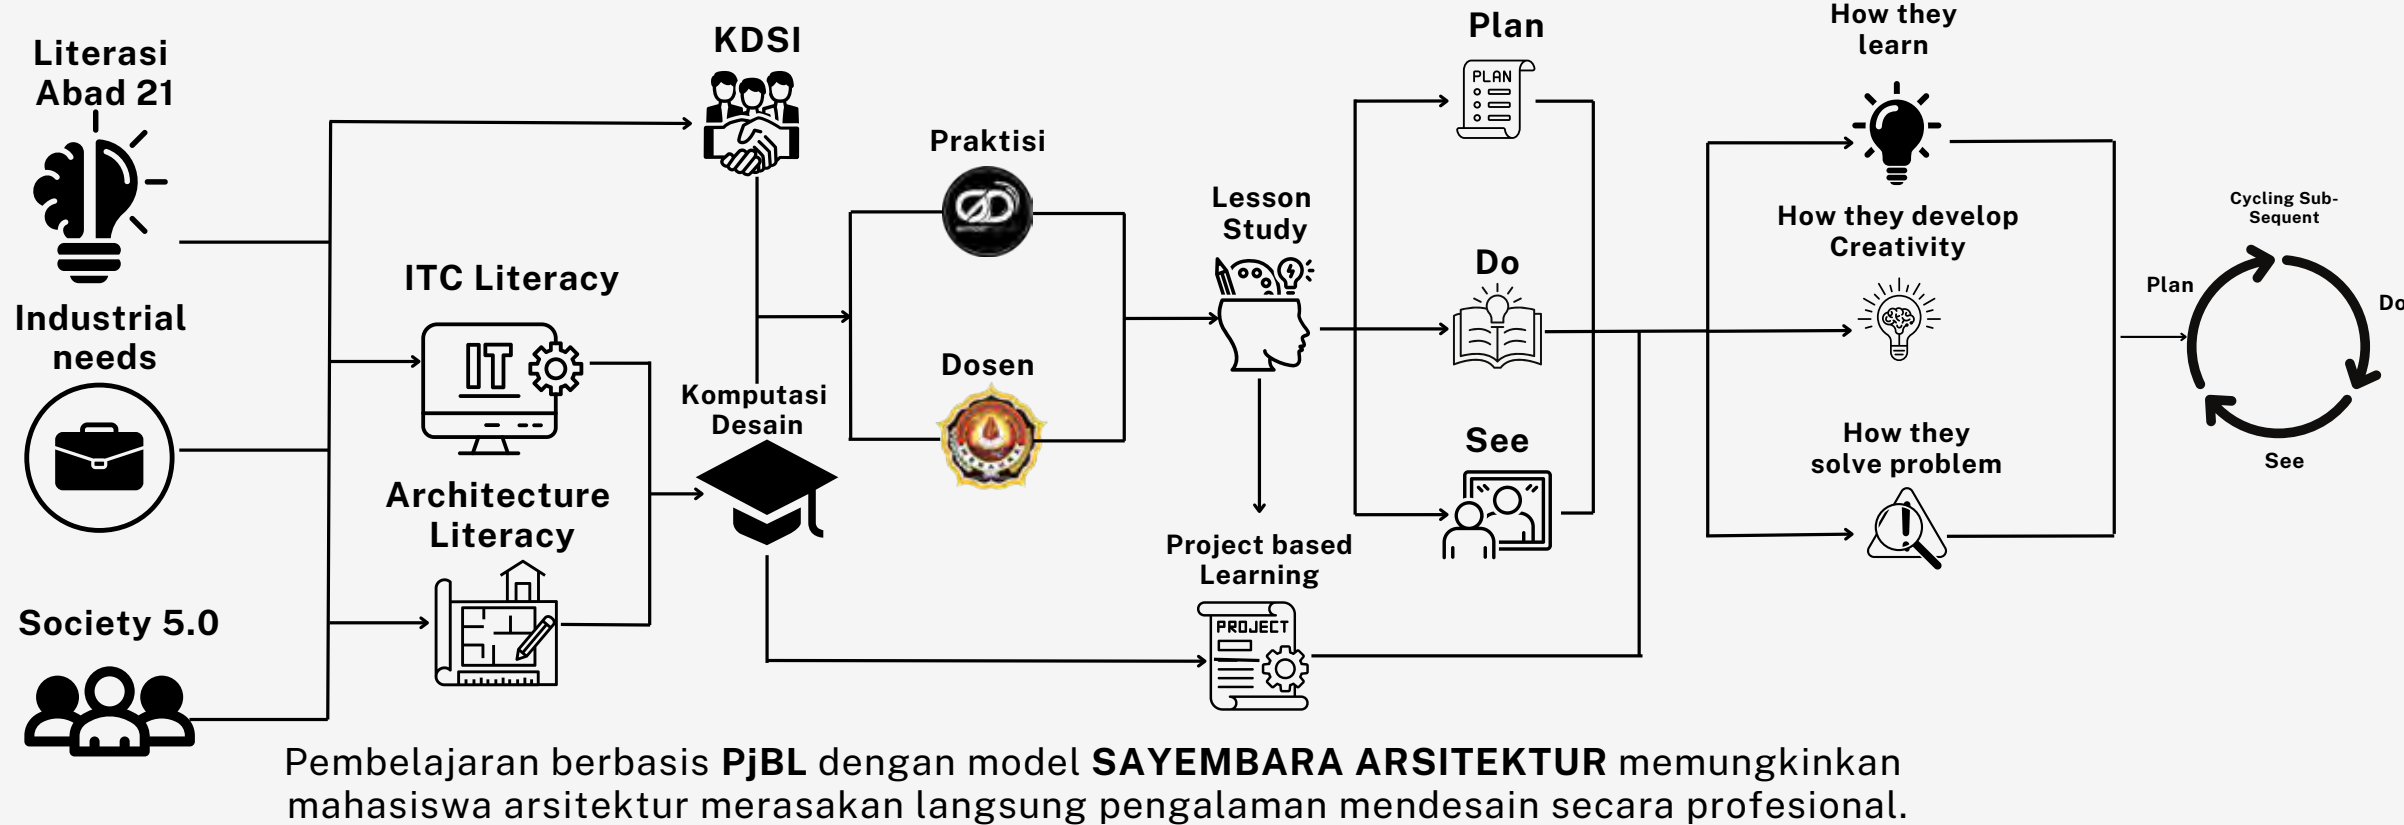 Literasi
Abad 21
Industrial
needs
Society 5.0
KDSI
ITC Literacy
IT
Architecture
Literacy
Komputasi
Desain
Praktisi
Dosen
Lesson
Study
Project based
Learning
PROJECT
Plan
PLAN
Do
See
How they
learn
How they develop
Creativity
How they
solve problem
Cycling Sub-
Sequent
Plan
Do
See
Pembelajaran berbasis PjBL dengan model SAYEMBARA ARSITEKTUR memungkinkan
mahasiswa arsitektur merasakan langsung pengalaman mendesain secara profesional.